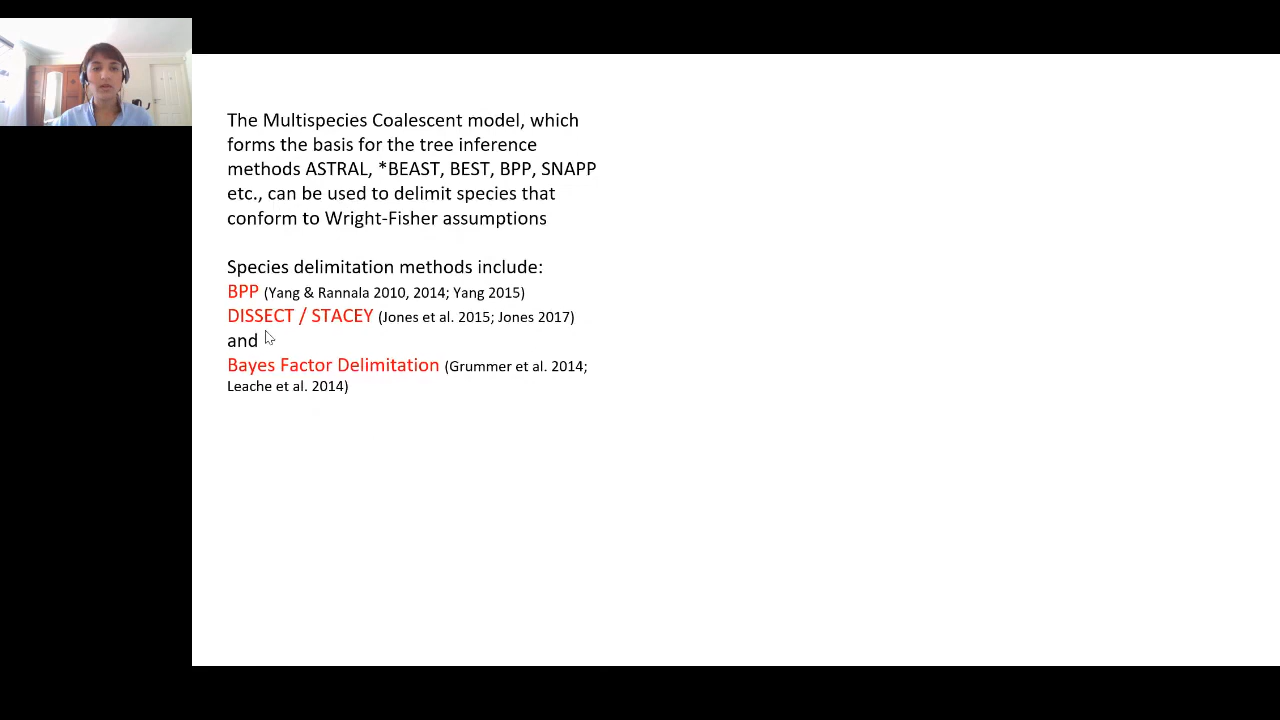 The Multispecies Coalescent model, which
forms the basis for the tree inference
methods ASTRAL, *BEAST, BEST, BPP, SNAPP
etc., can be used to delimit species that
conform to Wright-Fisher assumptions
Species delimitation methods include:
BPP (Yang & Rannala 2010, 2014; Yang 2015)
DISSECT / STACEY (Jones et al. 2015; Jones 2017)
and
Bayes Factor Delimitation (Grummer et al. 2014;
Leache et al. 2014)